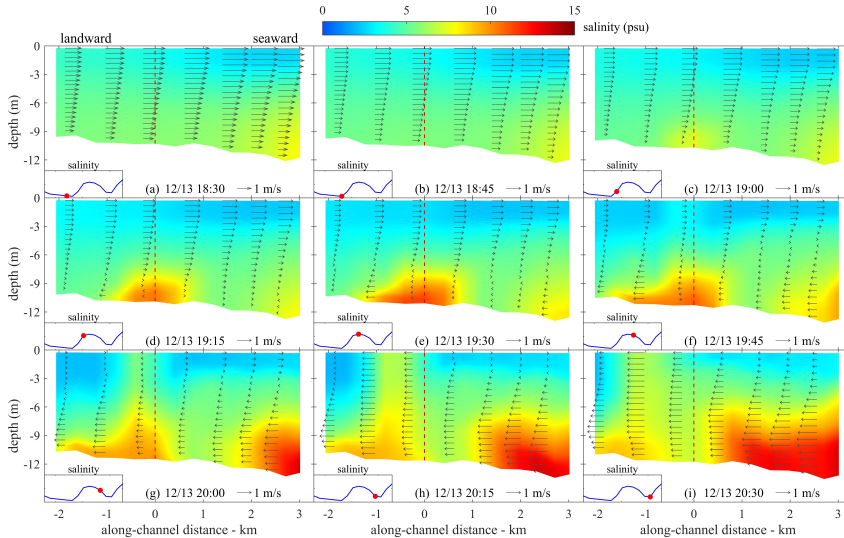 0 5 10 15
salinity (psu)
landward seaward
0
-3
-6
-9
-12
depth (m)
salinity
(a) 12/13 18:30 1 m/s
salinity
(b) 12/13 18:45 1 m/s
salinity
(c) 12/13 19:00 1 m/s
0
-3
-6
-9
-12
depth (m)
salinity
(d) 12/13 19:15 1 m/s
salinity
(e) 12/13 19:30 1 m/s
salinity
(f) 12/13 19:45 1 m/s
0
-3
-6
-9
-12
depth (m)
salinity
(g) 12/13 20:00 1 m/s
salinity
(h) 12/13 20:15 1 m/s
salinity
(i) 12/13 20:30 1 m/s
-2 -1 0 1 2 3
-2 -1 0 1 2 3
-2 -1 0 1 2 3
along-channel distance - km
along-channel distance - km
along-channel distance - km